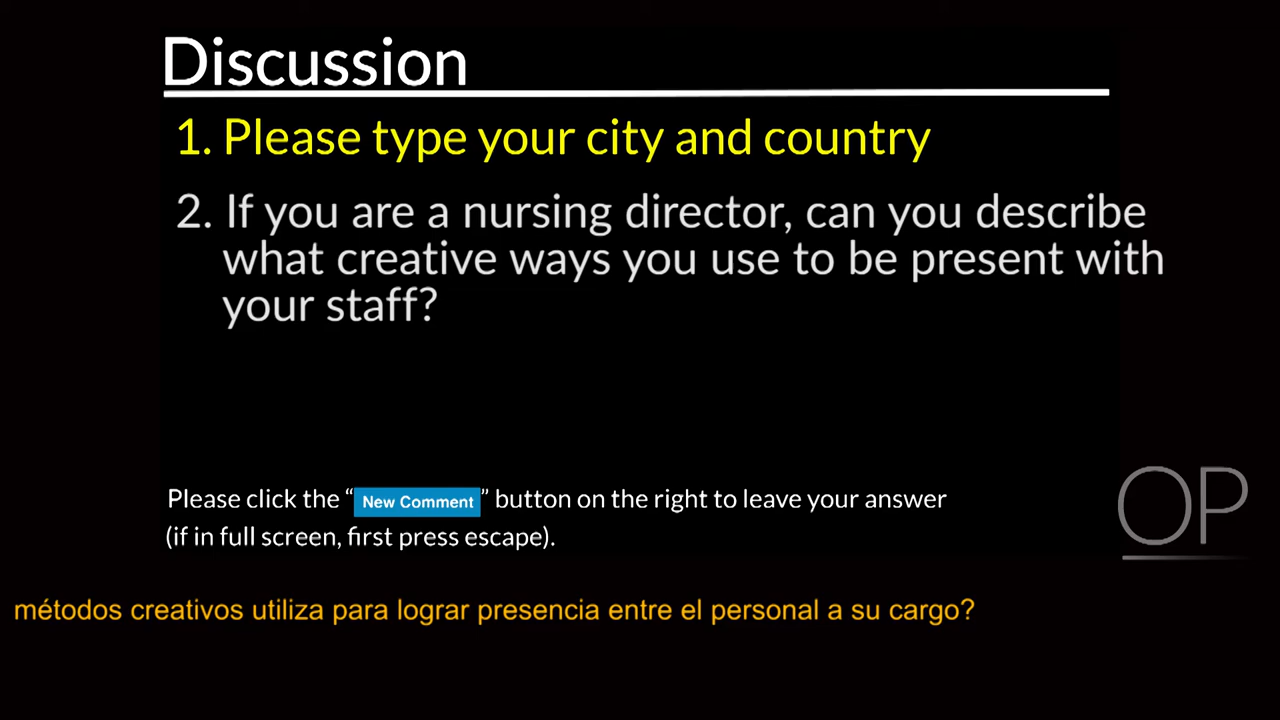 Discussion
1. Please type your city and country
2. If you are a nursing director, can you describe
what creative ways you use to be present with
your staff?
Please click the “New Comment” button on the right to leave your answer
(if in full screen, first press escape).
OP
métodos creativos utiliza para lograr presencia entre el personal a su cargo?